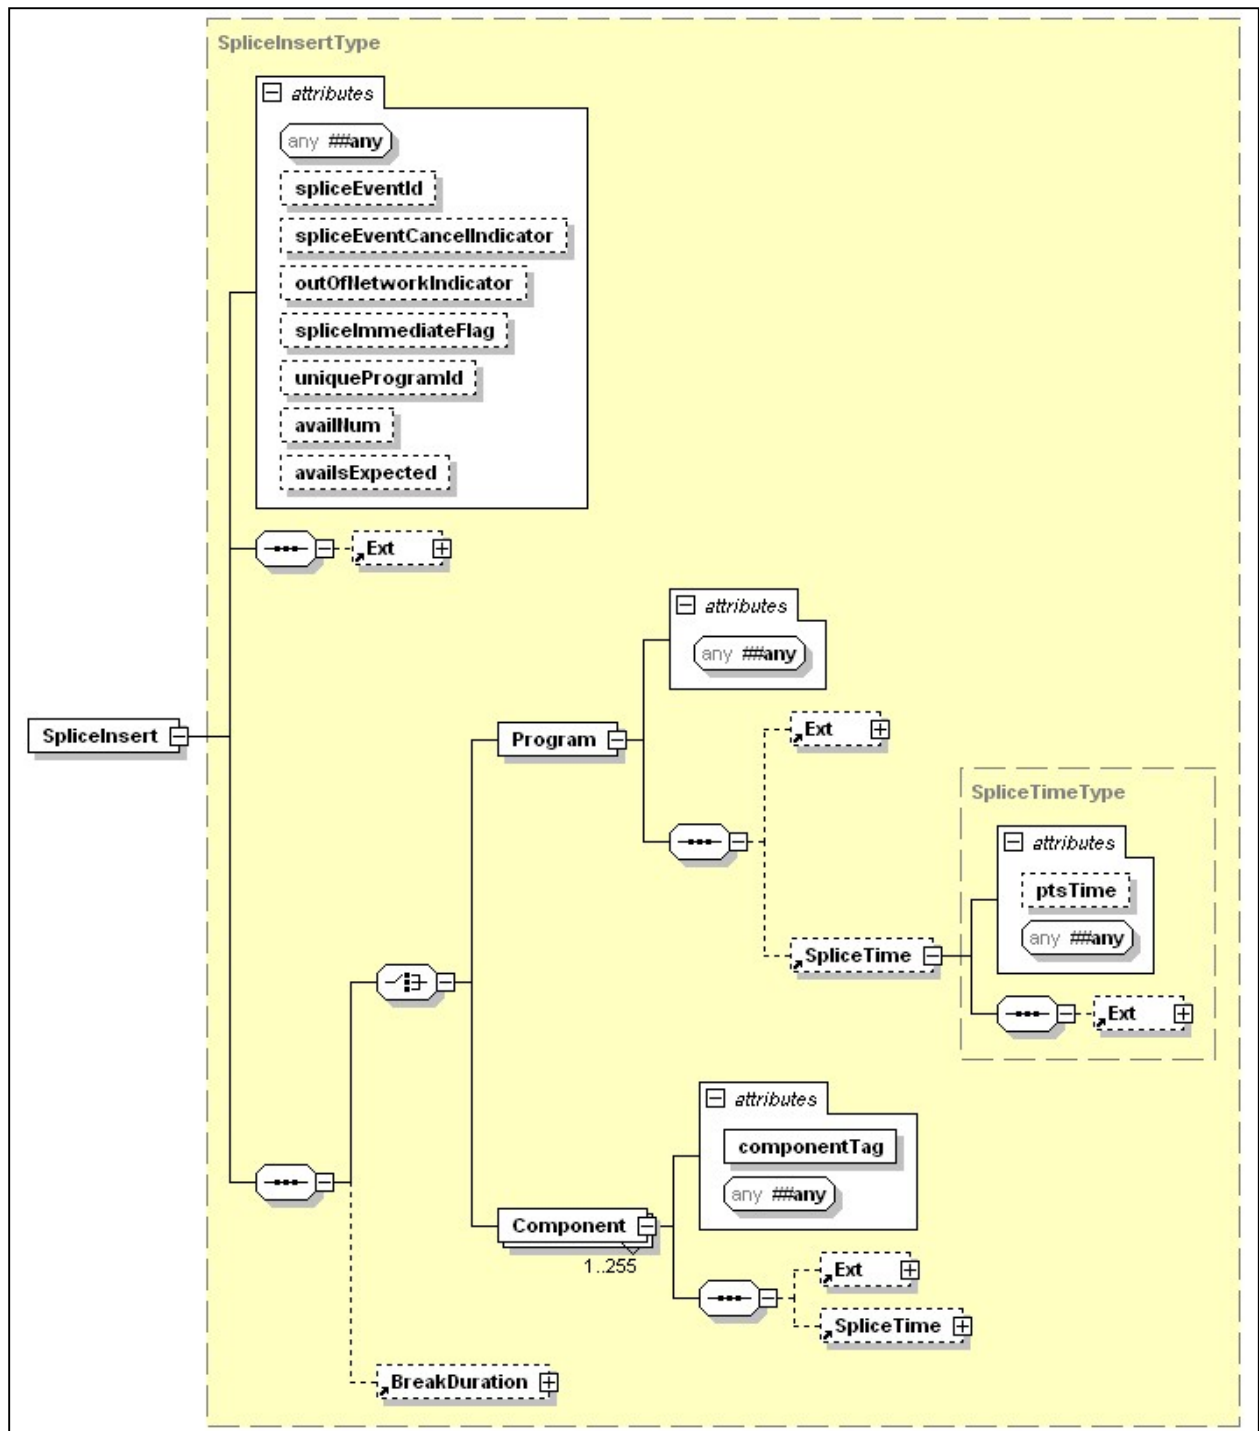 SpliceInsertType
attributes
any ##any
spliceEventId
spliceEventCancelIndicator
outOfNetworkIndicator
spliceImmediateFlag
uniqueProgramId
availNum
availsExpected
Ext
attributes
any ##any
SpliceInsert
Program
Ext
SpliceTimeType
attributes
ptsTime
any ##any
SpliceTime
Ext
attributes
componentTag
any ##any
Component
1..255
Ext
SpliceTime
BreakDuration